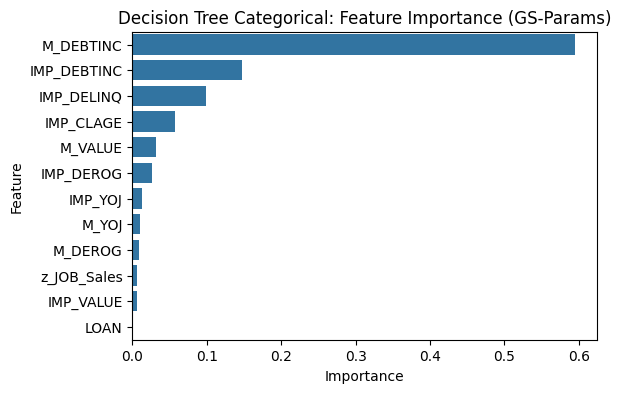 Decision Tree Categorical: Feature Importance (GS-Params)
Feature
M_DEBTINC
IMP_DEBTINC
IMP_DELINQ
IMP_CLAGE
M_VALUE
IMP_DEROG
IMP_YOJ
M_YOJ
M_DEROG
z_JOB_Sales
IMP_VALUE
LOAN
0.0 0.1 0.2 0.3 0.4 0.5 0.6
Importance